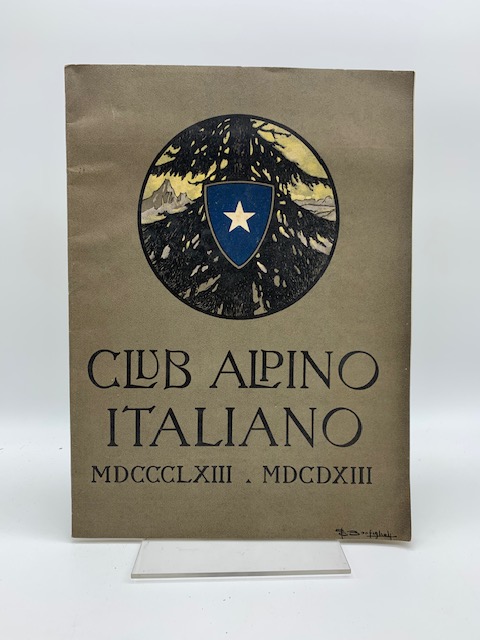 CLUB ALPINO
ITALIANO
MDCCCLXIII . MDCDXIII